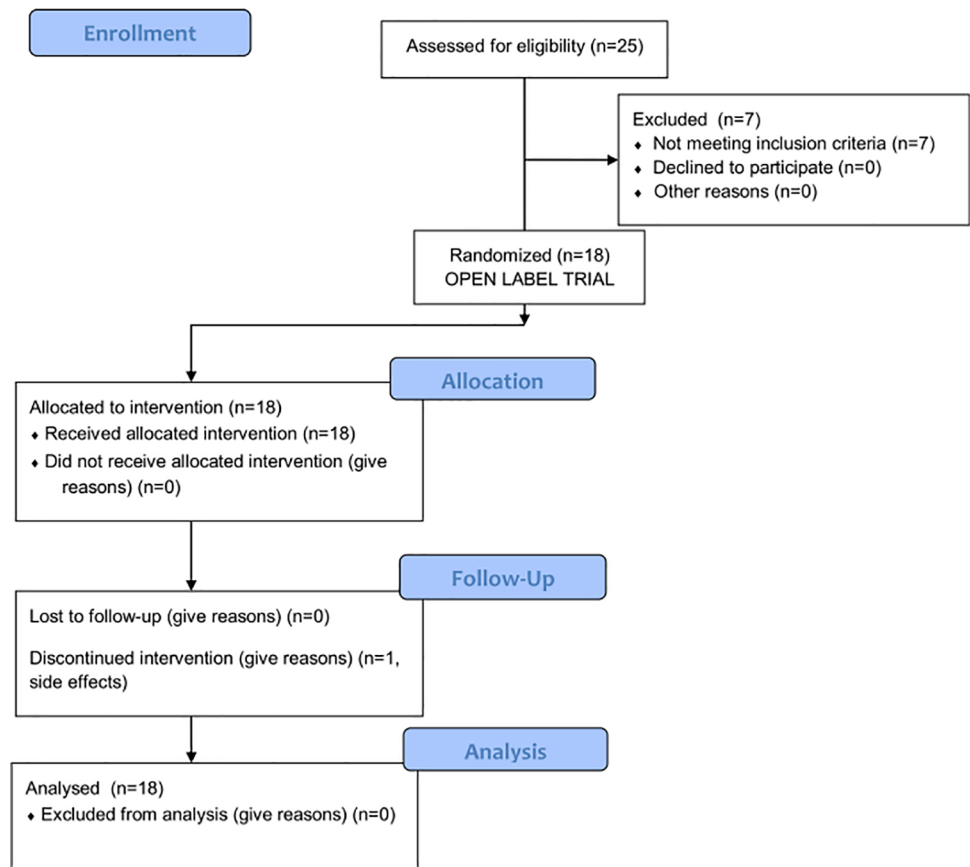 Enrollment
Assessed for eligibility (n=25)
Excluded (n=7)
♦ Not meeting inclusion criteria (n=7)
♦ Declined to participate (n=0)
♦ Other reasons (n=0)
Randomized (n=18)
OPEN LABEL TRIAL
Allocation
Allocated to intervention (n=18)
♦ Received allocated intervention (n=18)
♦ Did not receive allocated intervention (give
reasons) (n=0)
Follow-Up
Lost to follow-up (give reasons) (n=0)
Discontinued intervention (give reasons) (n=1,
side effects)
Analysis
Analysed (n=18)
♦ Excluded from analysis (give reasons) (n=0)